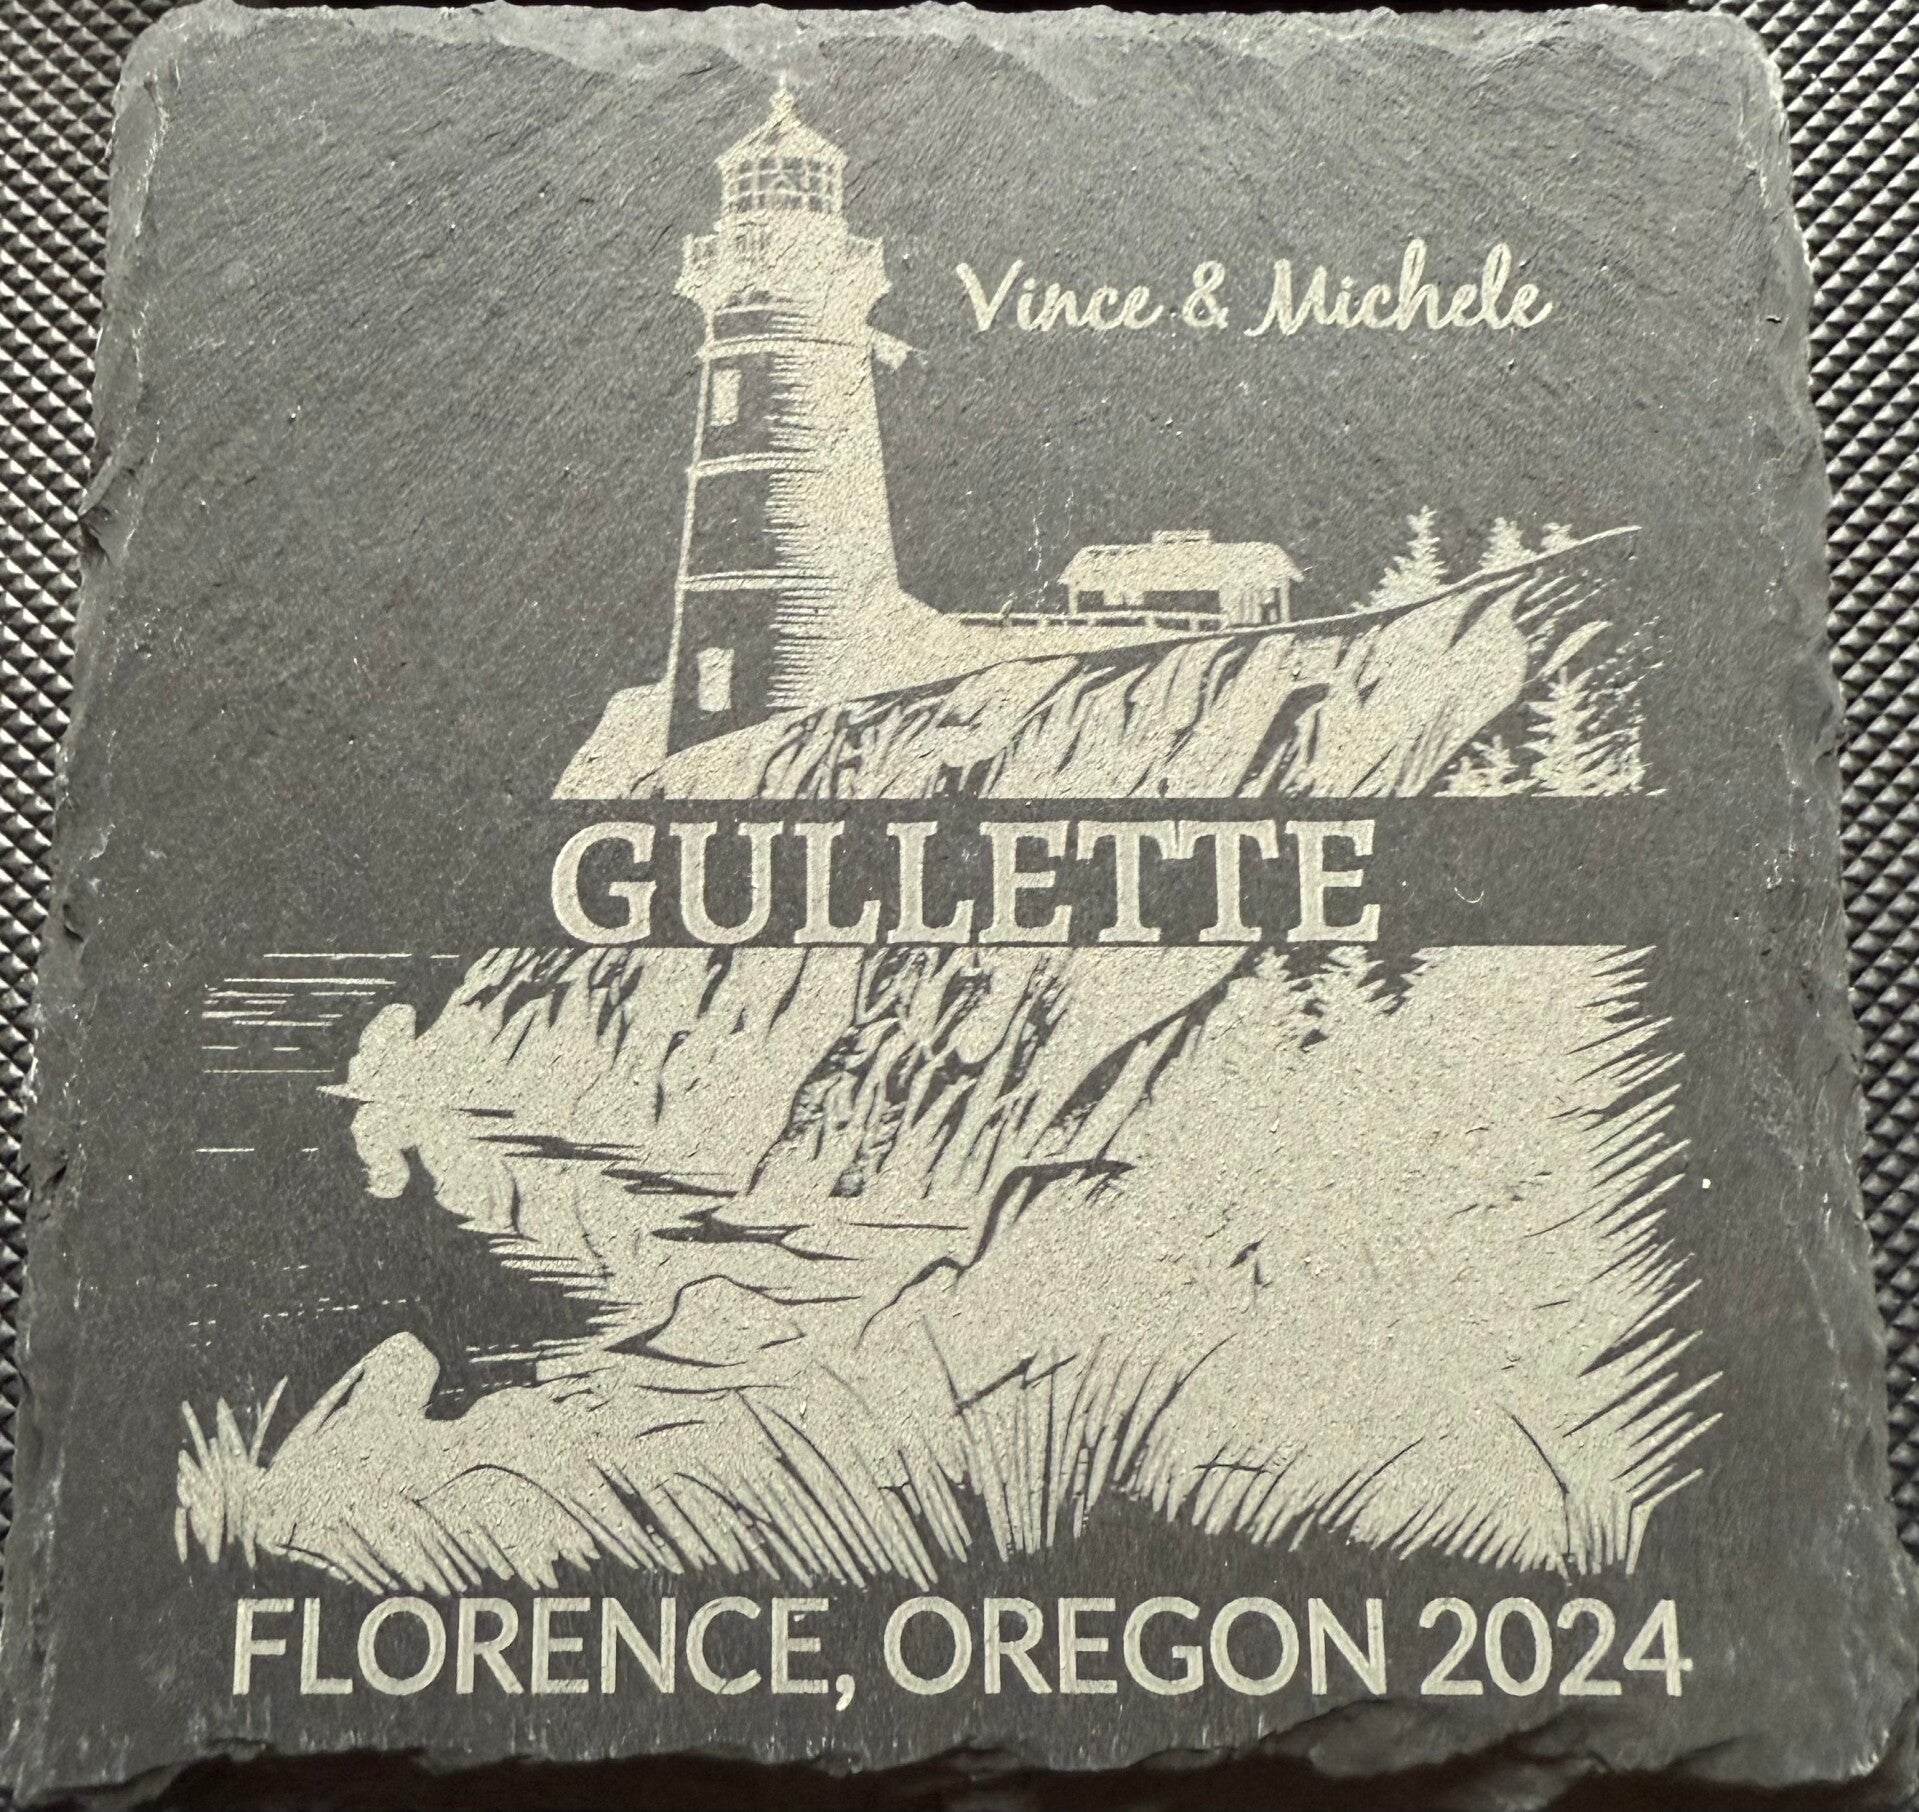 Vince & Michele
GULLETTE
FLORENCE, OREGON 2024